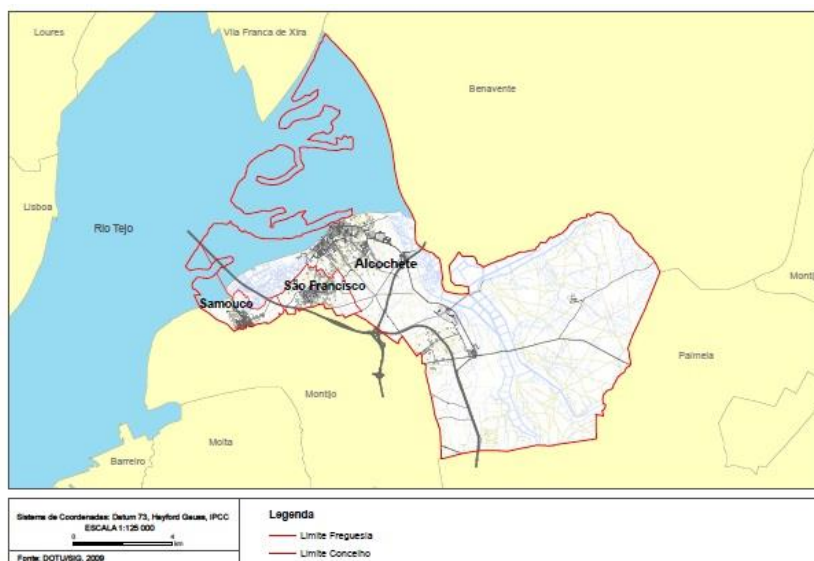 Loures
Vila Franca de Xira
Benavente
Lisboa
Rio Tejo
Alcochete
São Francisco
Samouco
Montij
Palmela
Montijo
Moita
Barreiro
Sistema de Coordenadas: Datum 73, Hayford Gauss, IPCC
ESCALA 1:125 000
0 4
km
Fonte: DOTU/SIG, 2009
Legenda
Limite Freguesia
Limite Concelho